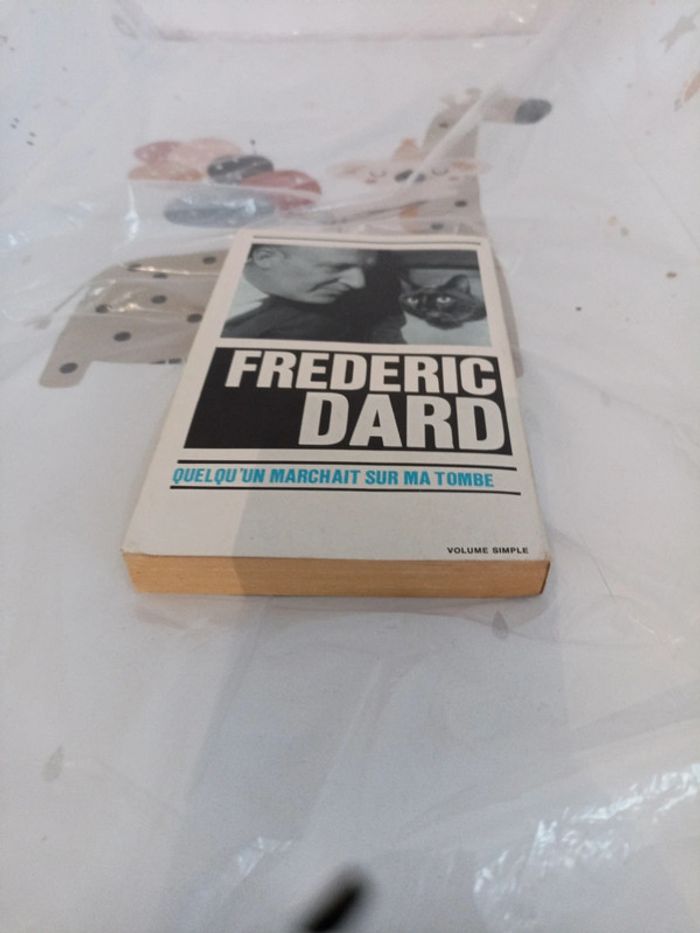 FREDERIC
DARD
QUELQU'UN MARCHAIT SUR MA TOMBE
VOLUME SIMPLE